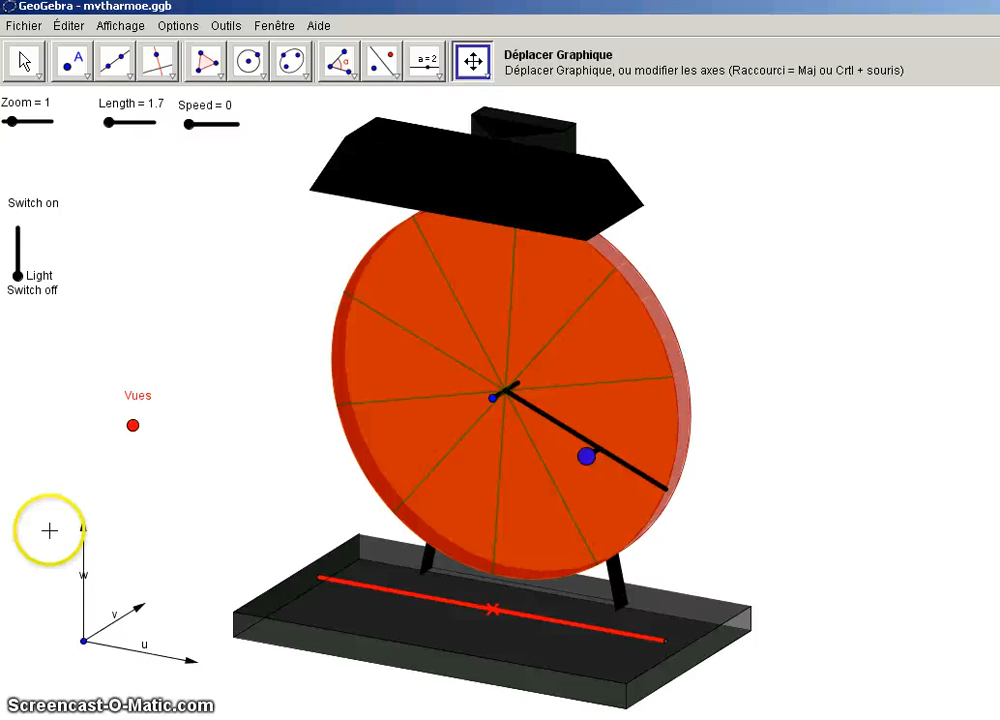 GeoGebra - mvtharmoe.ggb
Fichier Éditer Affichage Options Outils Fenêtre Aide
A
α
a=2
Déplacer Graphique
Déplacer Graphique, ou modifier les axes (Raccourci = Maj ou Crtl + souris)
Zoom = 1
Length = 1.7
Speed = 0
Switch on
Light
Switch off
Vues
w
v
u
Screencast-O-Matic.com